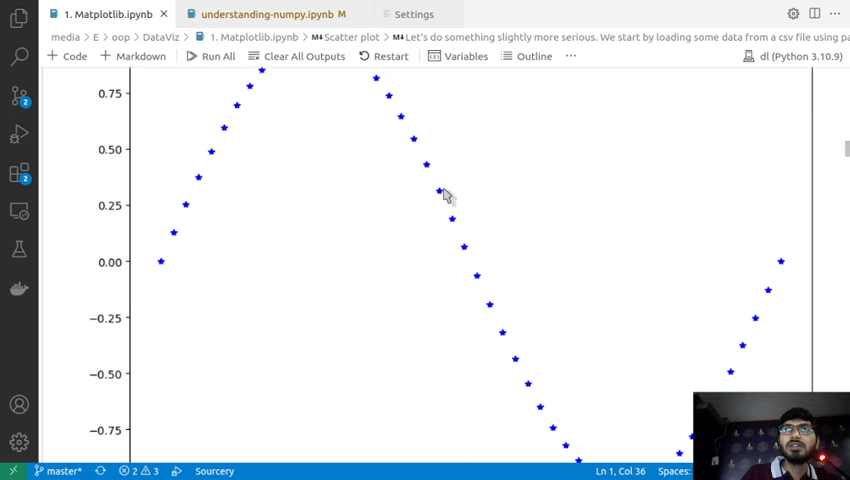 1. Matplotlib.ipynb
understanding-numpy.ipynb M
Settings
media > E > oop > DataViz > 1. Matplotlib.ipynb > M↓Scatter plot > M↓Let's do something slightly more serious. We start by loading some data from a csv file using pa
+ Code + Markdown Run All Clear All Outputs Restart Variables Outline ... dl (Python 3.10.9)
0.75
0.50
0.25
0.00
−0.25
−0.50
−0.75
2
2
master* 2 3 Sourcery Ln 1, Col 36 Spaces: